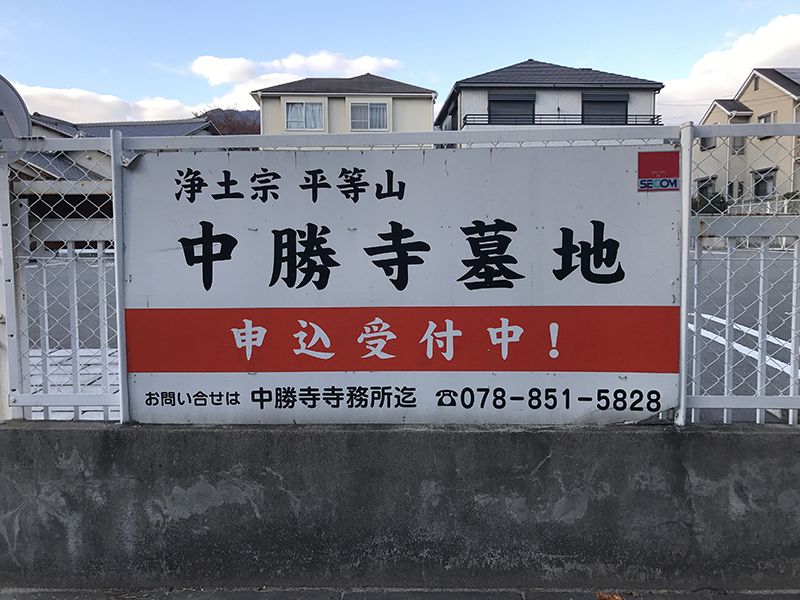 浄土宗 平等山
SECOM
中勝寺墓地
申込受付中!
お問い合せは 中勝寺寺務所迄 ☎078-851-5828